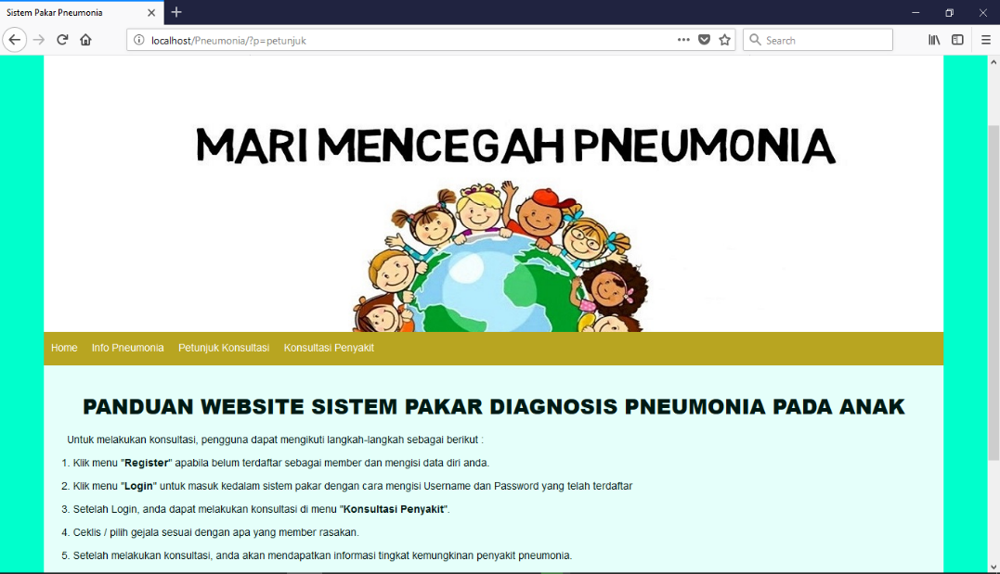 Sistem Pakar Pneumonia
localhost/Pneumonia/?p=petunjuk
Search
MARI MENCEGAH PNEUMONIA
Home Info Pneumonia Petunjuk Konsultasi Konsultasi Penyakit
PANDUAN WEBSITE SISTEM PAKAR DIAGNOSIS PNEUMONIA PADA ANAK
Untuk melakukan konsultasi, pengguna dapat mengikuti langkah-langkah sebagai berikut :
1. Klik menu "Register" apabila belum terdaftar sebagai member dan mengisi data diri anda.
2. Klik menu "Login" untuk masuk kedalam sistem pakar dengan cara mengisi Username dan Password yang telah terdaftar
3. Setelah Login, anda dapat melakukan konsultasi di menu "Konsultasi Penyakit".
4. Ceklis / pilih gejala sesuai dengan apa yang member rasakan.
5. Setelah melakukan konsultasi, anda akan mendapatkan informasi tingkat kemungkinan penyakit pneumonia.